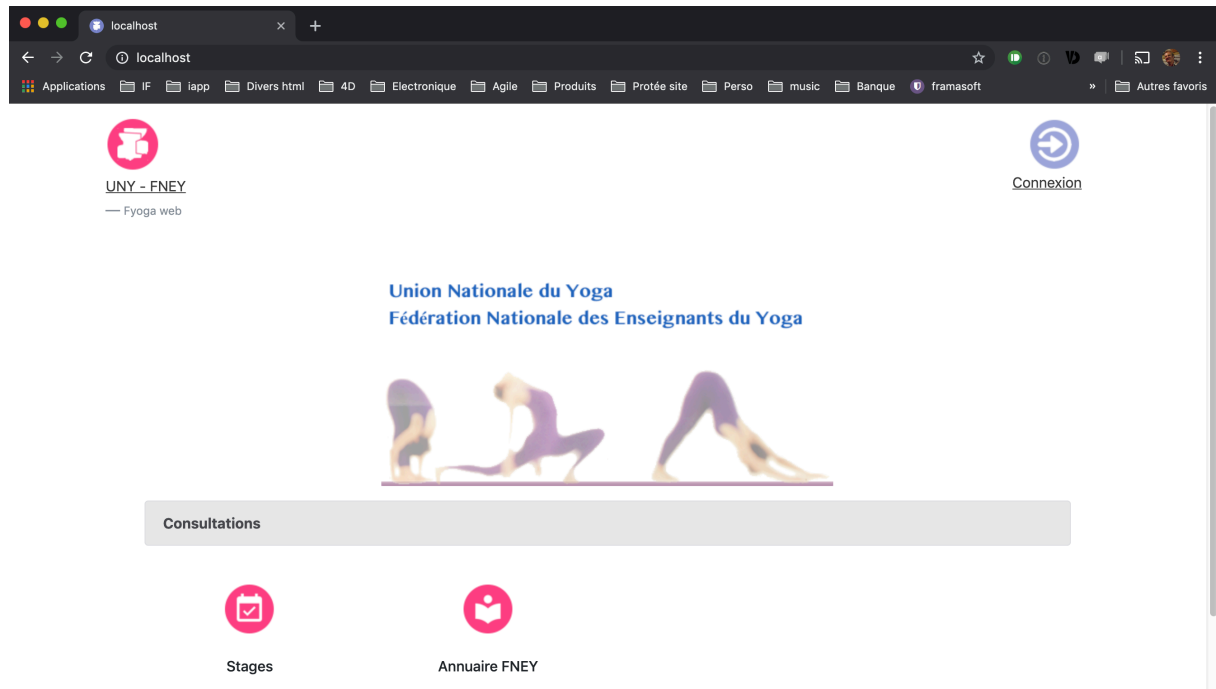 localhost
localhost
Applications IF iapp Divers html 4D Electronique Agile Produits Protée site Perso music Banque framasoft » Autres favoris
UNY - FNEY
Connexion
— Fyoga web
Union Nationale du Yoga
Fédération Nationale des Enseignants du Yoga
Consultations
Stages
Annuaire FNEY